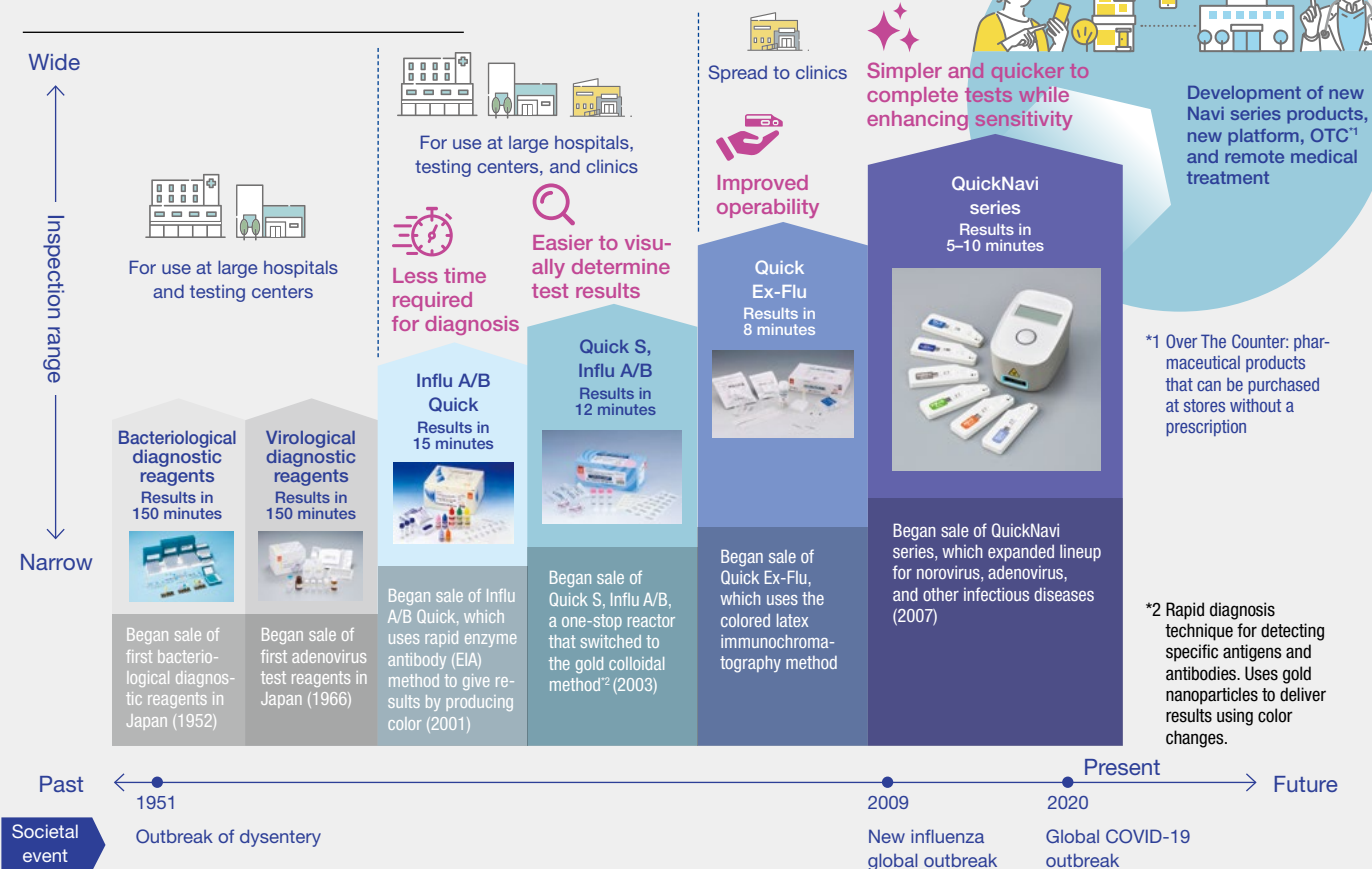 Wide
Inspection range
Narrow
For use at large hospitals
and testing centers
Bacteriological
diagnostic
reagents
Results in
150 minutes
Began sale of
first bacterio-
logical diagnos-
tic reagents in
Japan (1952)
Virological
diagnostic
reagents
Results in
150 minutes
Began sale of
first adenovirus
test reagents in
Japan (1966)
For use at large hospitals,
testing centers, and clinics
Less time
required
for diagnosis
Influ A/B
Quick
Results in
15 minutes
Began sale of Influ
A/B Quick, which
uses rapid enzyme
antibody (EIA)
method to give re-
sults by producing
color (2001)
Easier to visu-
ally determine
test results
Quick S,
Influ A/B
Results in
12 minutes
Began sale of
Quick S, Influ A/B,
a one-stop reactor
that switched to
the gold colloidal
method*2 (2003)
Spread to clinics
Improved
operability
Quick
Ex-Flu
Results in
8 minutes
Began sale of
Quick Ex-Flu,
which uses the
colored latex
immunochroma-
tography method
Simpler and quicker to
complete tests while
enhancing sensitivity
QuickNavi
series
Results in
5–10 minutes
Began sale of QuickNavi
series, which expanded lineup
for norovirus, adenovirus,
and other infectious diseases
(2007)
Development of new
Navi series products,
new platform, OTC*1
and remote medical
treatment
*1 Over The Counter: phar-
maceutical products
that can be purchased
at stores without a
prescription
*2 Rapid diagnosis
technique for detecting
specific antigens and
antibodies. Uses gold
nanoparticles to deliver
results using color
changes.
Past
Present
Future
1951
2009
2020
Societal
event
Outbreak of dysentery
New influenza
global outbreak
Global COVID-19
outbreak